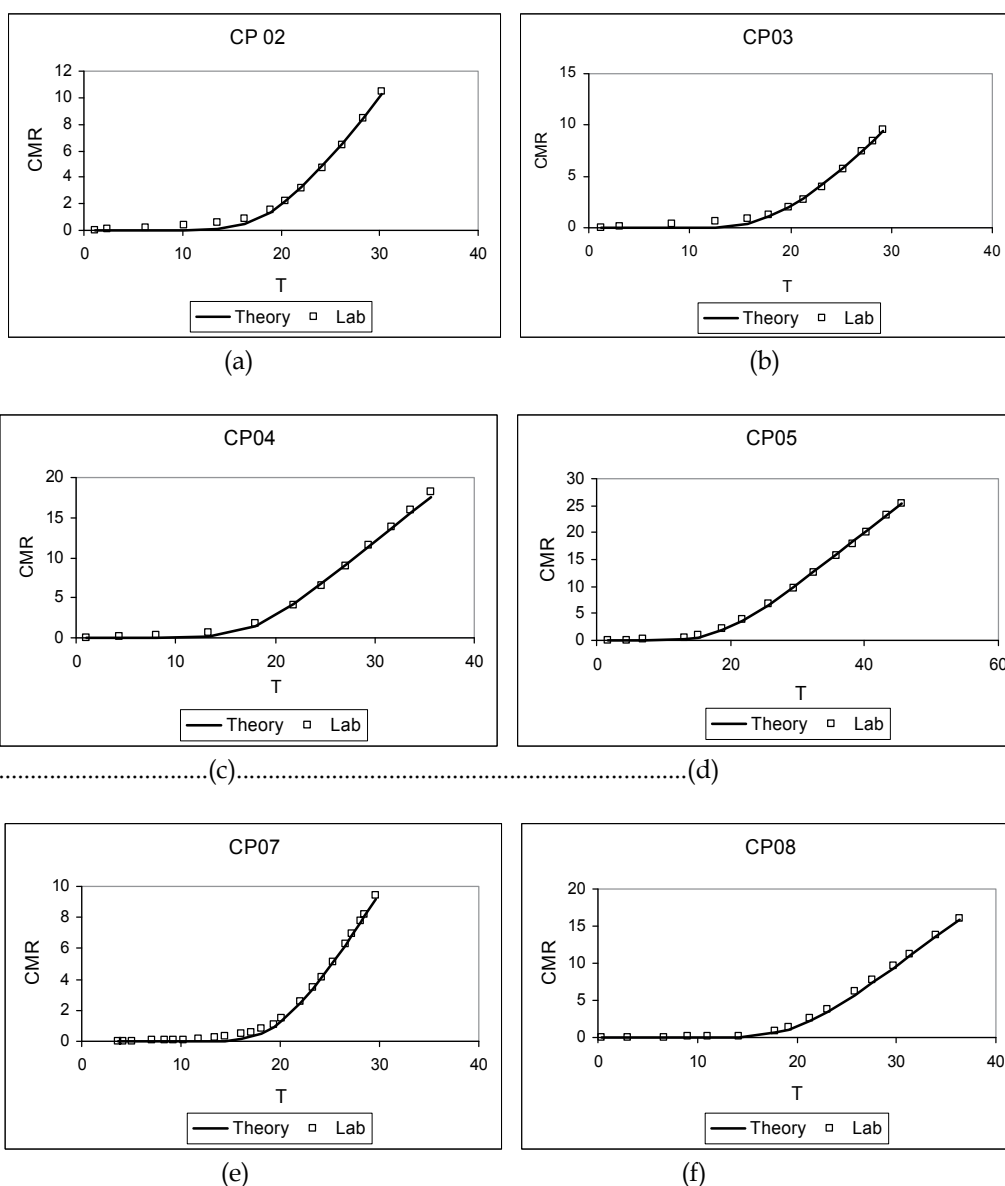 CP 02
12
10
8
6
4
2
0
0 10 20 30 40
CMR
T
Theory Lab
(a)
CP03
15
10
5
0
0 10 20 30 40
CMR
T
Theory Lab
(b)
CP04
20
15
10
5
0
0 10 20 30 40
CMR
T
Theory Lab
CP05
30
25
20
15
10
5
0
0 20 40 60
CMR
T
Theory Lab
...................................(c)...........................................................................(d)
CP07
10
8
6
4
2
0
0 10 20 30 40
CMR
T
Theory Lab
(e)
CP08
20
15
10
5
0
0 10 20 30 40
CMR
T
Theory Lab
(f)